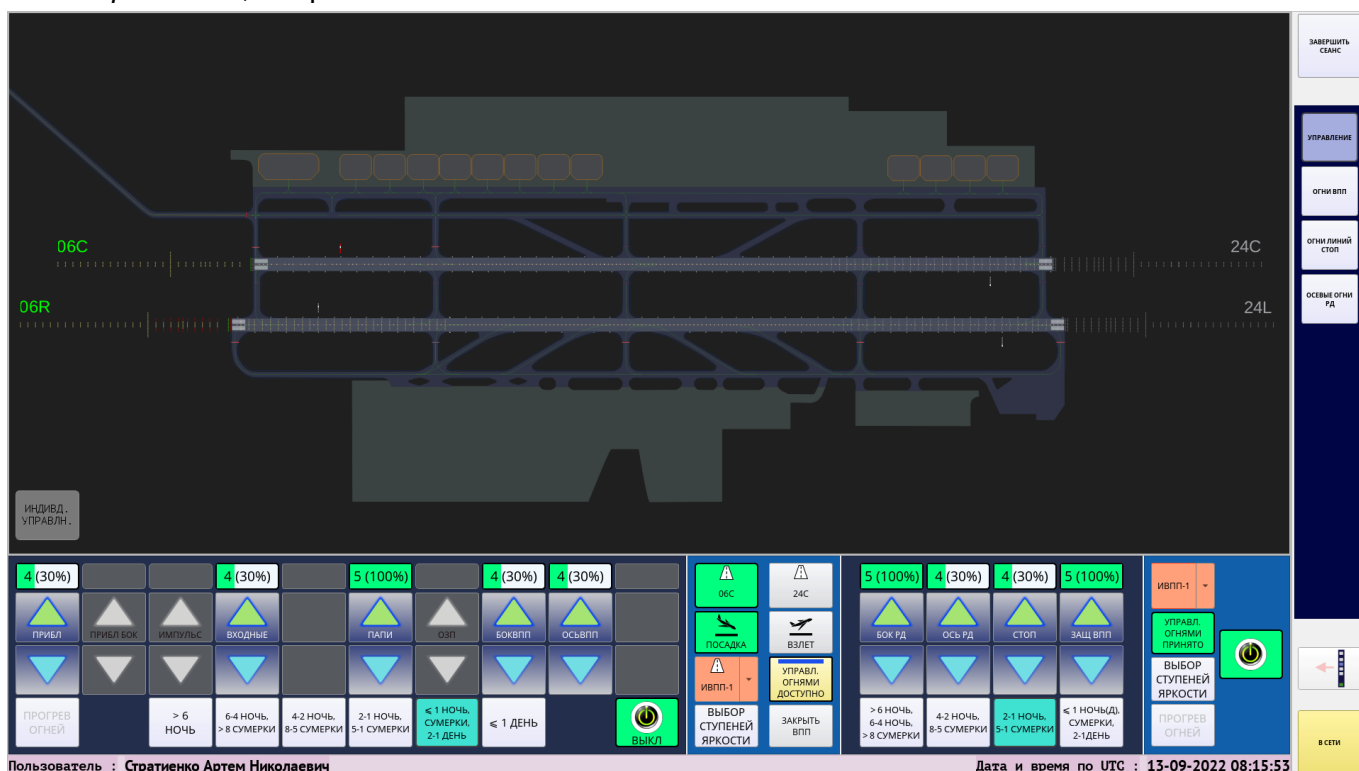 ЗАВЕРШИТЬ
СЕАНС
УПРАВЛЕНИЕ
ОГНИ ВПП
ОГНИ ЛИНИЙ
СТОП
ОСЕВЫЕ ОГНИ
РД
06C
24C
06R
24L
ИНДИВД.
УПРАВЛН.
4 (30%)
4 (30%)
5 (100%)
4 (30%)
4 (30%)
ПРИБЛ
ПРИБЛ БОК
ИМПУЛЬС
ВХОДНЫЕ
ПАПИ
ОЗП
БОКВПП
ОСЬВПП
ПРОГРЕВ
ОГНЕЙ
> 6
НОЧЬ
6-4 НОЧЬ,
> 8 СУМЕРКИ
4-2 НОЧЬ,
8-5 СУМЕРКИ
2-1 НОЧЬ,
5-1 СУМЕРКИ
⩽ 1 НОЧЬ,
СУМЕРКИ,
2-1 ДЕНЬ
⩽ 1 ДЕНЬ
ВЫКЛ
06C
24C
ПОСАДКА
ВЗЛЕТ
ИВПП-1
УПРАВЛ.
ОГНЯМИ
ДОСТУПНО
ВЫБОР
СТУПЕНЕЙ
ЯРКОСТИ
ЗАКРЫТЬ
ВПП
5 (100%)
4 (30%)
4 (30%)
5 (100%)
БОК РД
ОСЬ РД
СТОП
ЗАЩ ВПП
> 6 НОЧЬ,
6-4 НОЧЬ,
> 8 СУМЕРКИ
4-2 НОЧЬ,
8-5 СУМЕРКИ
2-1 НОЧЬ,
5-1 СУМЕРКИ
⩽ 1 НОЧЬ(Д),
СУМЕРКИ,
2-1ДЕНЬ
ИВПП-1
УПРАВЛ.
ОГНЯМИ
ПРИНЯТО
ВЫБОР
СТУПЕНЕЙ
ЯРКОСТИ
ПРОГРЕВ
ОГНЕЙ
В СЕТИ
Пользователь : Стратиенко Артем Николаевич
Дата и время по UTC : 13-09-2022 08:15:53